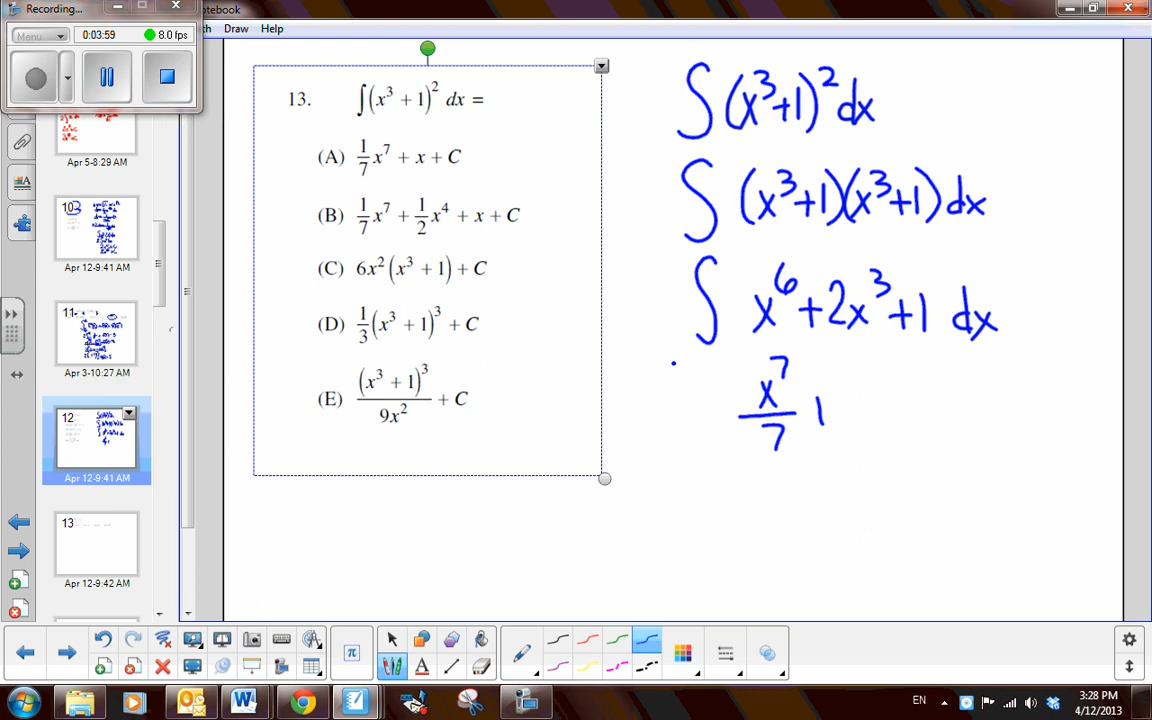 Recording...
otebook
Menu
00:03:59
8.0 fps
th Draw Help
Apr 5-8:29 AM
10
Apr 12-9:41 AM
11
Apr 3-10:27 AM
12
Apr 12-9:41 AM
13
Apr 12-9:42 AM
13. ∫(x³ + 1)² dx =
(A) 1/7 x⁷ + x + C
(B) 1/7 x⁷ + 1/2 x⁴ + x + C
(C) 6x²(x³ + 1) + C
(D) 1/3 (x³ + 1)³ + C
(E) (x³ + 1)³ / 9x² + C
∫(x³+1)² dx
∫ (x³+1)(x³+1) dx
∫ x⁶+2x³+1 dx
x⁷/7
π
A
EN
3:28 PM
4/12/2013